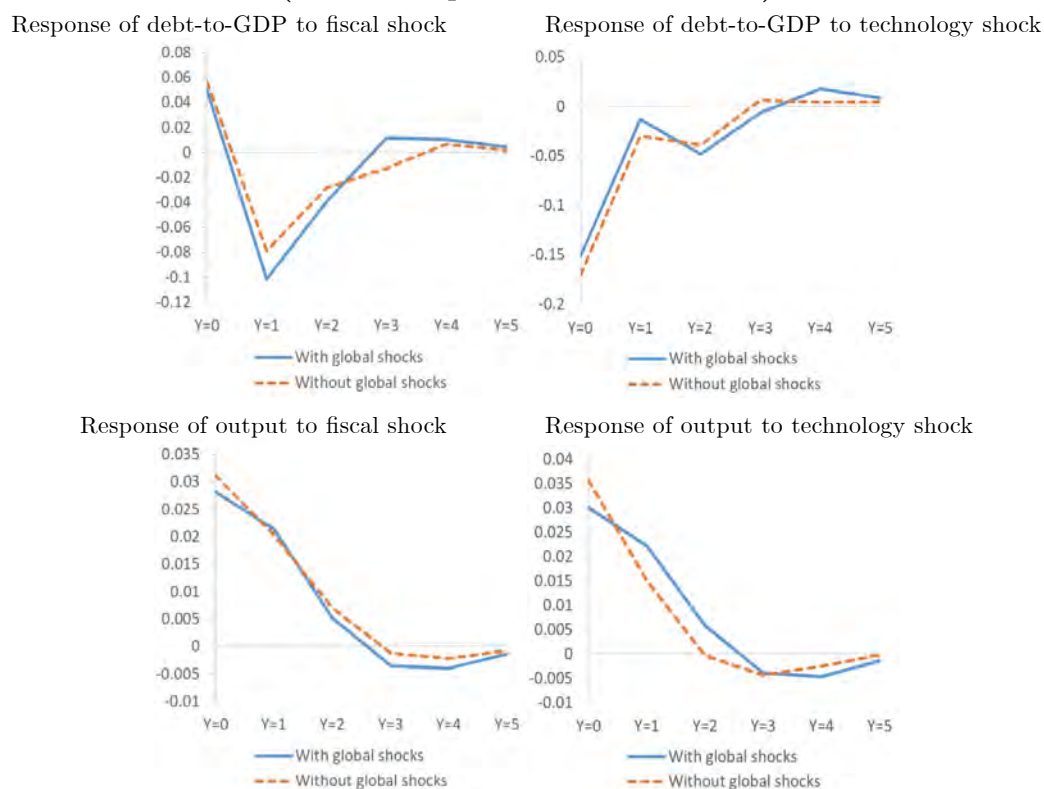 Response of debt-to-GDP to fiscal shock
Response of debt-to-GDP to technology shock
0.08
0.06
0.04
0.02
0
-0.02
-0.04
-0.06
-0.08
-0.1
-0.12
Y=0 Y=1 Y=2 Y=3 Y=4 Y=5
With global shocks
Without global shocks
0.05
0
-0.05
-0.1
-0.15
-0.2
Y=0 Y=1 Y=2 Y=3 Y=4 Y=5
With global shocks
Without global shocks
Response of output to fiscal shock
Response of output to technology shock
0.035
0.03
0.025
0.02
0.015
0.01
0.005
0
-0.005
-0.01
Y=0 Y=1 Y=2 Y=3 Y=4 Y=5
With global shocks
Without global shocks
0.04
0.035
0.03
0.025
0.02
0.015
0.01
0.005
0
-0.005
-0.01
Y=0 Y=1 Y=2 Y=3 Y=4 Y=5
With global shocks
Without global shocks